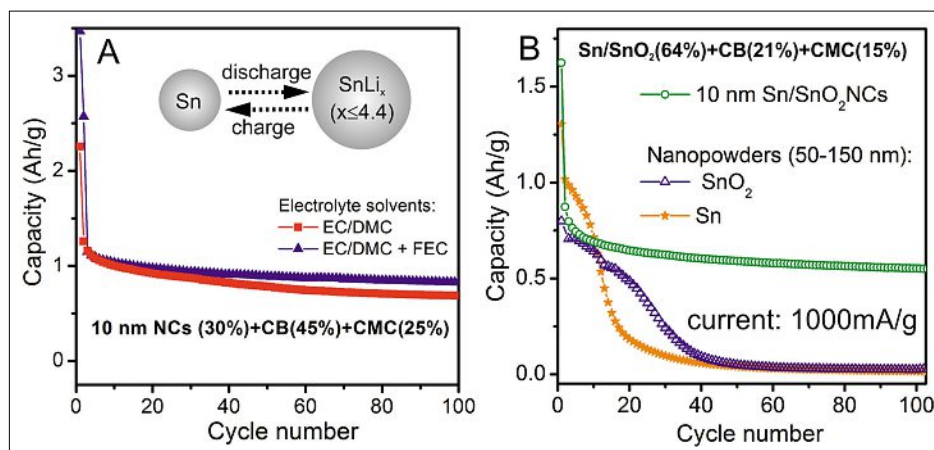 A
3
2
1
0
Capacity (Ah/g)
discharge
Sn
SnLiₓ
(x≤4.4)
charge
Electrolyte solvents:
EC/DMC
EC/DMC + FEC
10 nm NCs (30%)+CB(45%)+CMC(25%)
0 20 40 60 80 100
Cycle number
B
Sn/SnO₂(64%)+CB(21%)+CMC(15%)
1.5
1.0
0.5
0.0
Capacity (Ah/g)
10 nm Sn/SnO₂NCs
Nanopowders (50-150 nm):
SnO₂
Sn
current: 1000mA/g
0 20 40 60 80 100
Cycle number